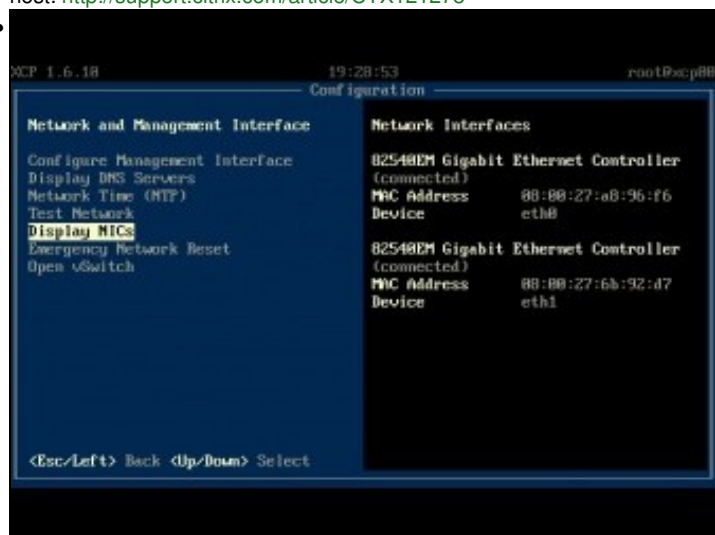 host: http://support.citrix.com/article/CTX121273
XCP 1.6.10 19:28:53 root@xcp00
Configuration
Network and Management Interface
Configure Management Interface
Display DNS Servers
Network Time (NTP)
Test Network
Display NICs
Emergency Network Reset
Open vSwitch
<Esc/Left> Back <Up/Down> Select
Network Interfaces
82540EM Gigabit Ethernet Controller
(connected)
MAC Address 08:00:27:a8:96:f6
Device eth0
82540EM Gigabit Ethernet Controller
(connected)
MAC Address 08:00:27:6b:92:d7
Device eth1